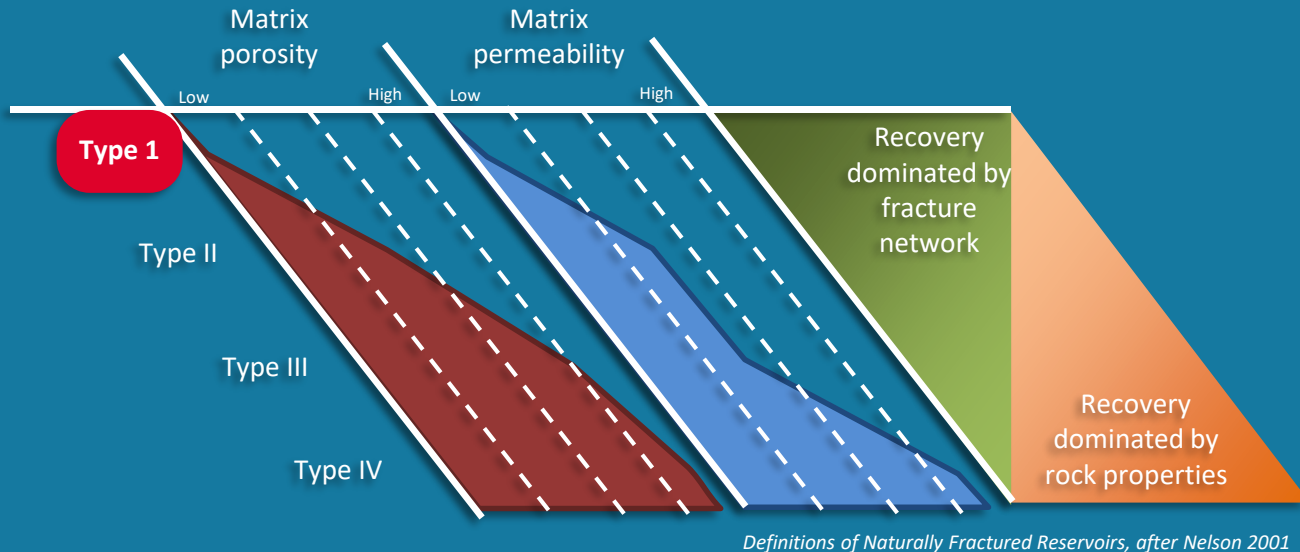 Matrix
porosity
Matrix
permeability
Low
High
Low
High
Type 1
Recovery
dominated by
fracture
network
Type II
Type III
Recovery
dominated by
rock properties
Type IV
Definitions of Naturally Fractured Reservoirs, after Nelson 2001